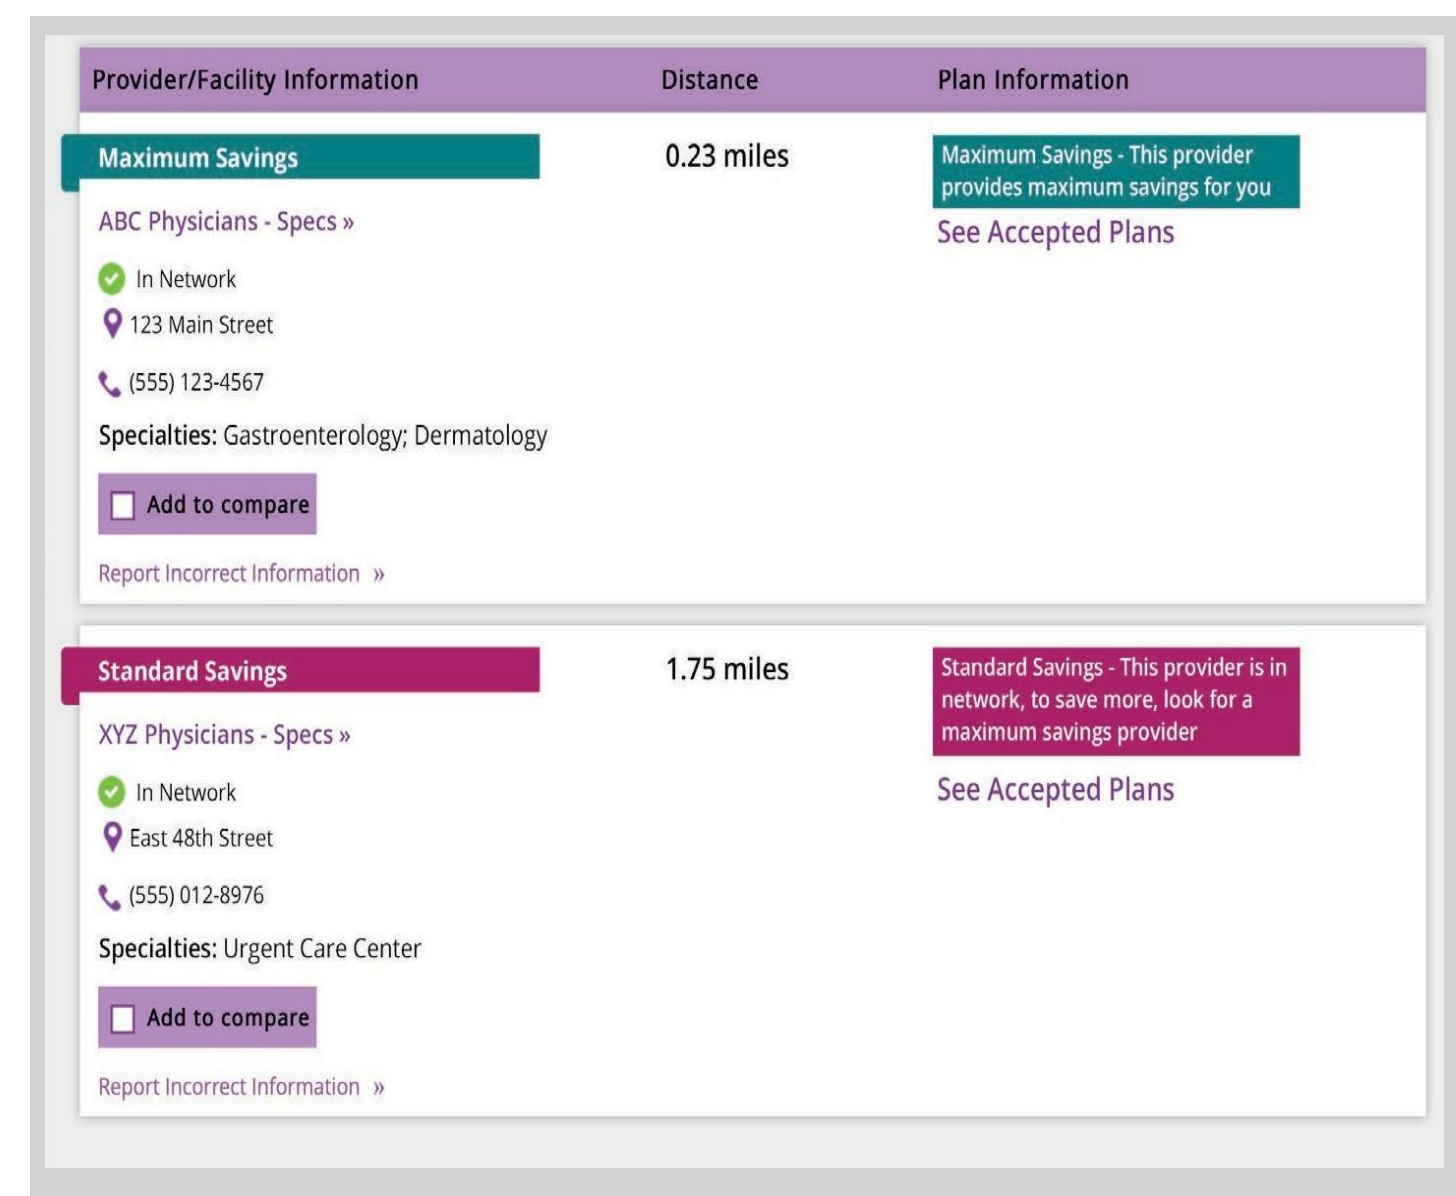 Provider/Facility Information Distance Plan Information
Maximum Savings
0.23 miles
Maximum Savings - This provider
provides maximum savings for you
See Accepted Plans
ABC Physicians - Specs »
In Network
123 Main Street
(555) 123-4567
Specialties: Gastroenterology; Dermatology
Add to compare
Report Incorrect Information »
Standard Savings
1.75 miles
Standard Savings - This provider is in
network, to save more, look for a
maximum savings provider
See Accepted Plans
XYZ Physicians - Specs »
In Network
East 48th Street
(555) 012-8976
Specialties: Urgent Care Center
Add to compare
Report Incorrect Information »